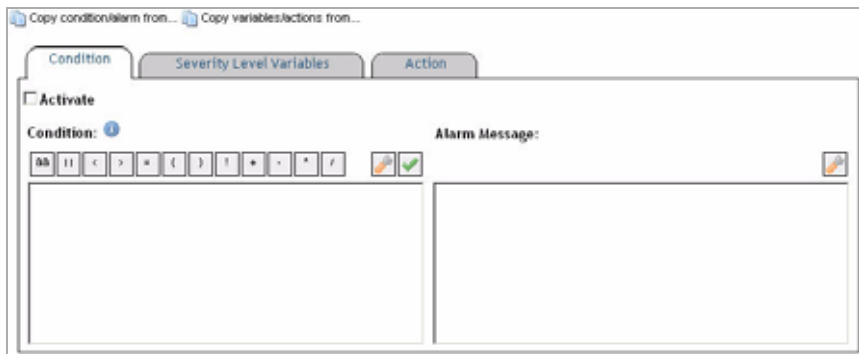 Copy condition/alarm from... Copy variables/actions from...
Condition Severity Level Variables Action
Activate
Condition: Alarm Message:
&& || < > = ( ) ! + - * /